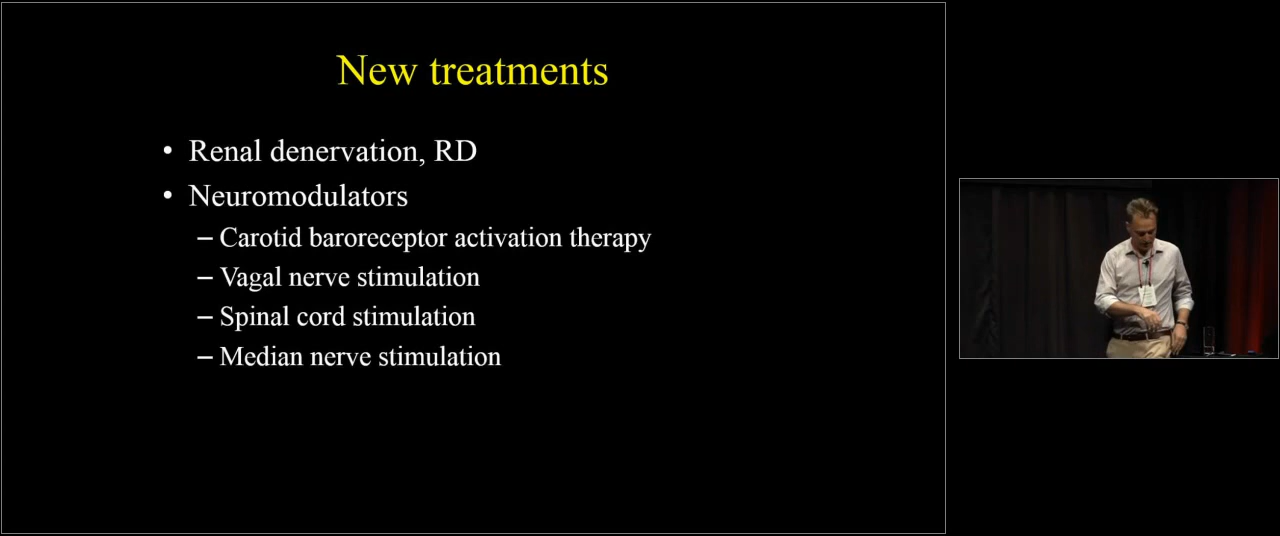 New treatments
• Renal denervation, RD
• Neuromodulators
– Carotid baroreceptor activation therapy
– Vagal nerve stimulation
– Spinal cord stimulation
– Median nerve stimulation